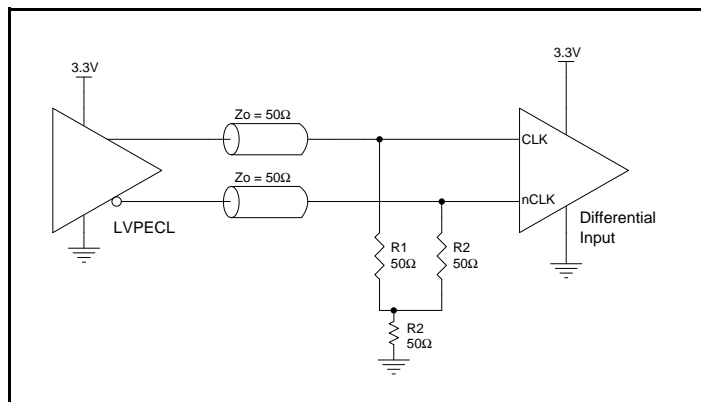 3.3V
3.3V
Zo = 50Ω
CLK
Zo = 50Ω
nCLK
LVPECL
Differential
Input
R1
50Ω
R2
50Ω
R2
50Ω